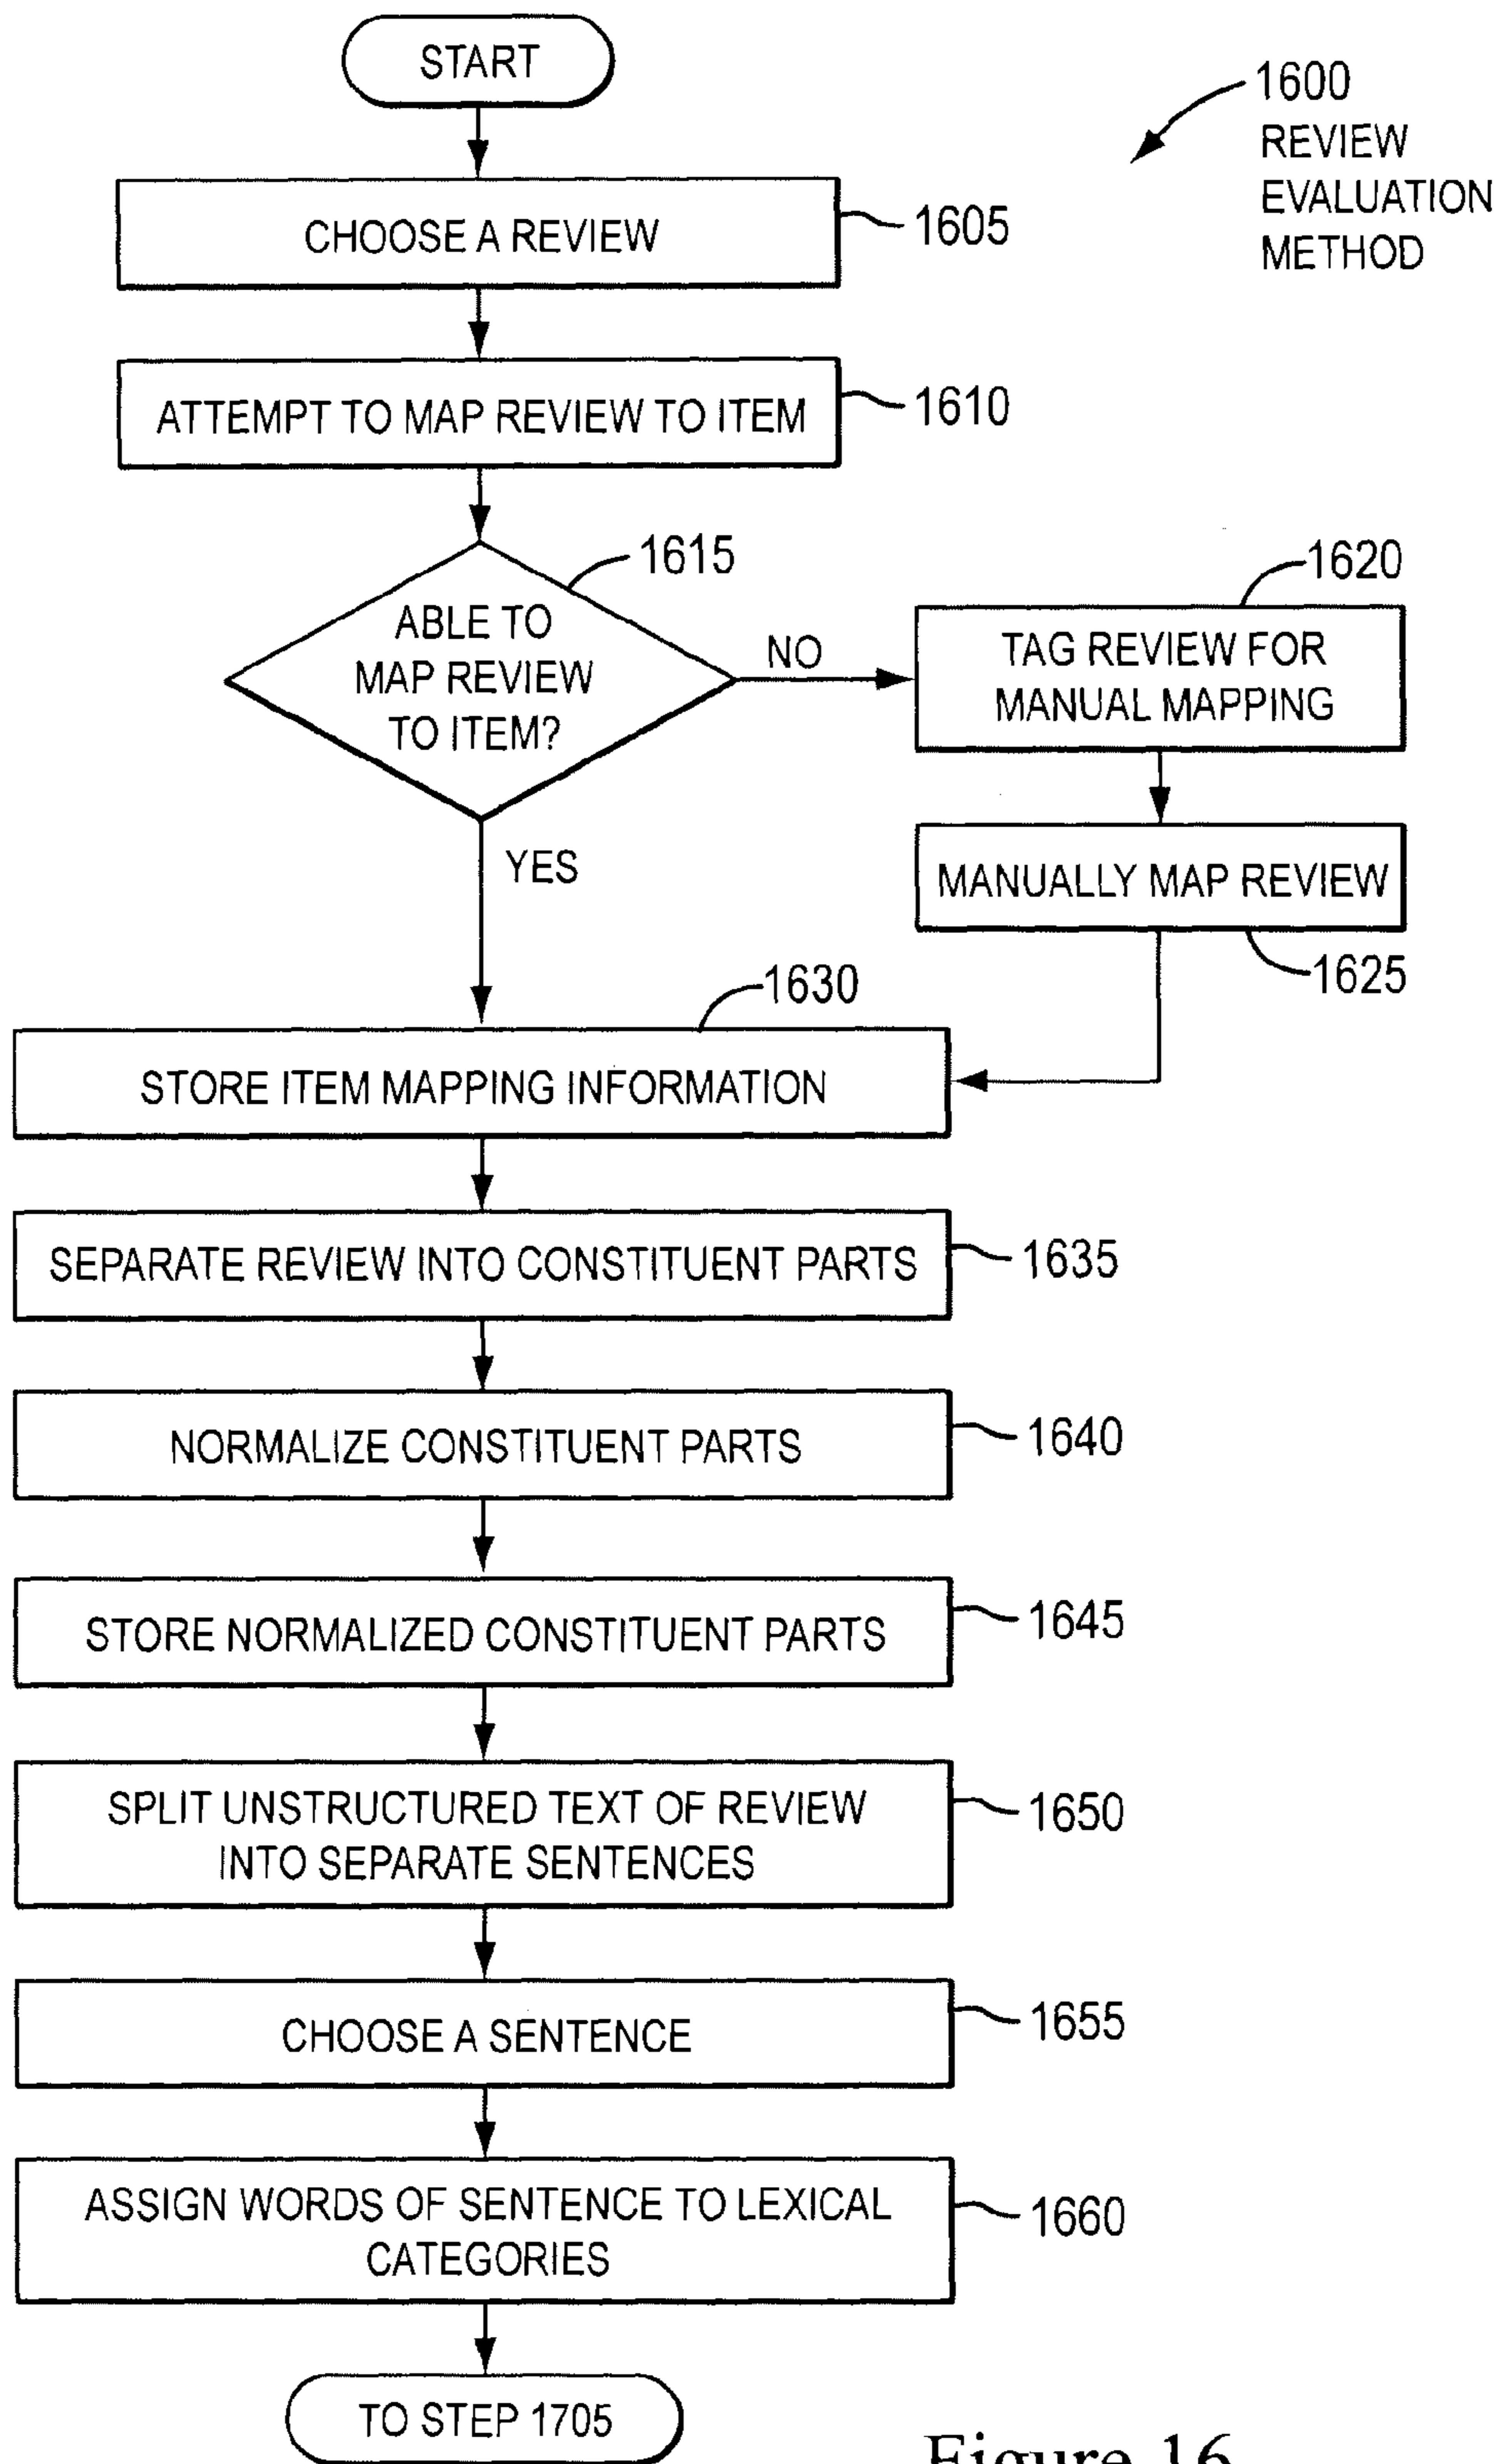 START
1600
REVIEW
EVALUATION
METHOD
CHOOSE A REVIEW
1605
ATTEMPT TO MAP REVIEW TO ITEM
1610
1615
ABLE TO
MAP REVIEW
TO ITEM?
NO
1620
TAG REVIEW FOR
MANUAL MAPPING
YES
MANUALLY MAP REVIEW
1625
1630
STORE ITEM MAPPING INFORMATION
SEPARATE REVIEW INTO CONSTITUENT PARTS
1635
NORMALIZE CONSTITUENT PARTS
1640
STORE NORMALIZED CONSTITUENT PARTS
1645
SPLIT UNSTRUCTURED TEXT OF REVIEW
INTO SEPARATE SENTENCES
1650
CHOOSE A SENTENCE
1655
ASSIGN WORDS OF SENTENCE TO LEXICAL
CATEGORIES
1660
TO STEP 1705
Figure 16